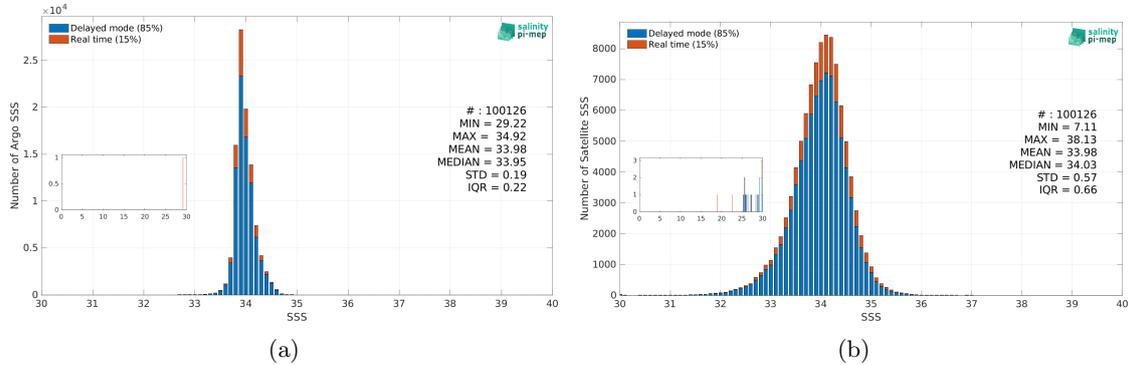 ×10⁴
Delayed mode (85%)
Real time (15%)
salinity
pi-mep
Number of Argo SSS
2.5
2
1.5
1
0.5
0
# : 100126
MIN = 29.22
MAX = 34.92
MEAN = 33.98
MEDIAN = 33.95
STD = 0.19
IQR = 0.22
1
0.5
0
0 5 10 15 20 25 30
30 31 32 33 34 35 36 37 38 39 40
SSS
(a)
Delayed mode (85%)
Real time (15%)
salinity
pi-mep
Number of Satellite SSS
8000
7000
6000
5000
4000
3000
2000
1000
0
# : 100126
MIN = 7.11
MAX = 38.13
MEAN = 33.98
MEDIAN = 34.03
STD = 0.57
IQR = 0.66
3
2
1
0
0 5 10 15 20 25 30
30 31 32 33 34 35 36 37 38 39 40
SSS
(b)